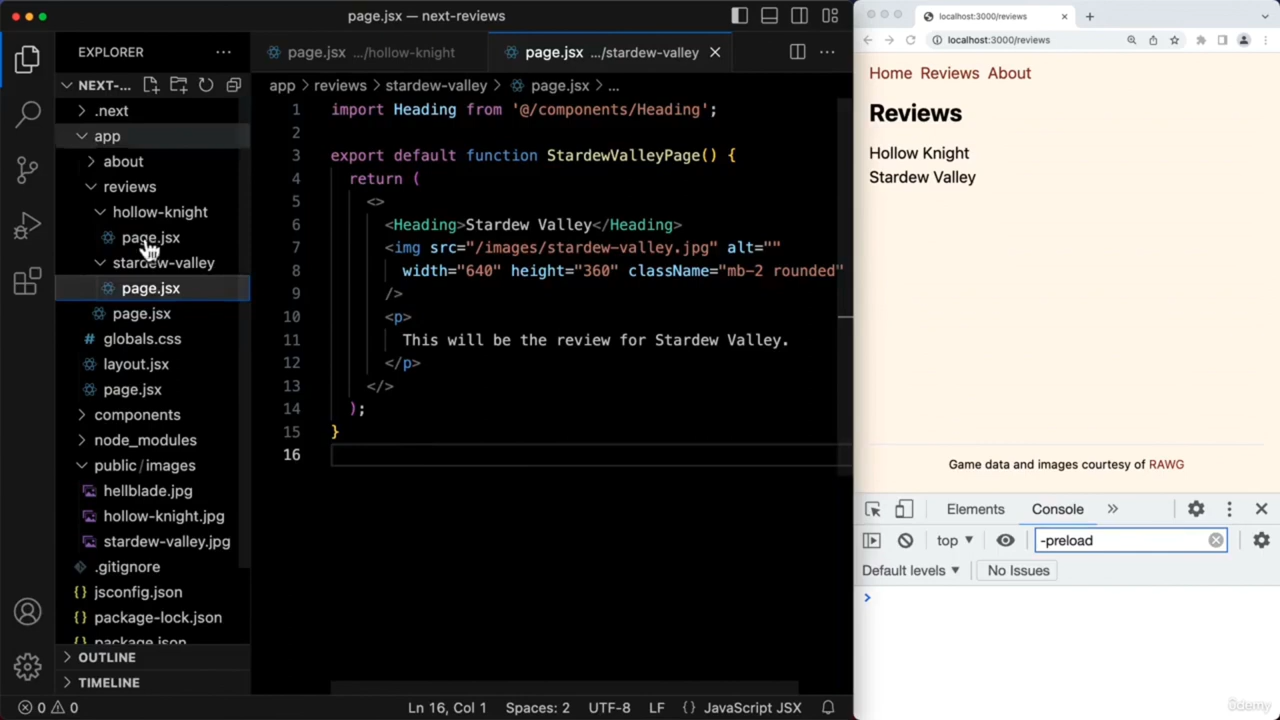 page.jsx — next-reviews
EXPLORER
NEXT-...
.next
app
about
reviews
hollow-knight
page.jsx
stardew-valley
page.jsx
page.jsx
globals.css
layout.jsx
page.jsx
components
node_modules
public/images
hellblade.jpg
hollow-knight.jpg
stardew-valley.jpg
.gitignore
jsconfig.json
package-lock.json
package.json
OUTLINE
TIMELINE
page.jsx .../hollow-knight
page.jsx .../stardew-valley
app > reviews > stardew-valley > page.jsx > ...
1 import Heading from '@/components/Heading';
2
3 export default function StardewValleyPage() {
4 return (
5 <>
6 <Heading>Stardew Valley</Heading>
7 <img src="/images/stardew-valley.jpg" alt=""
8 width="640" height="360" className="mb-2 rounded"
9 />
10 <p>
11 This will be the review for Stardew Valley.
12 </p>
13 </>
14 );
15 }
16
0 0 Ln 16, Col 1 Spaces: 2 UTF-8 LF {} JavaScript JSX
localhost:3000/reviews
localhost:3000/reviews
Home Reviews About
Reviews
Hollow Knight
Stardew Valley
Game data and images courtesy of RAWG
Elements Console »
top -preload
Default levels No Issues
>
ûdemy